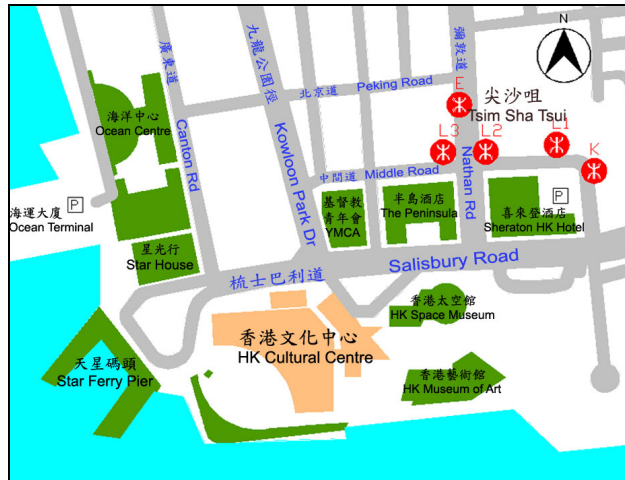 N
廣東道
Canton Rd
九龍公園徑
Kowloon Park Dr
彌敦道
Nathan Rd
北京道 Peking Road
E
尖沙咀
Tsim Sha Tsui
L3
L2
L1
K
海洋中心
Ocean Centre
中間道 Middle Road
P
海運大廈
Ocean Terminal
基督教
青年會
YMCA
半島酒店
The Peninsula
P
喜來登酒店
Sheraton HK Hotel
星光行
Star House
梳士巴利道 Salisbury Road
香港太空館
HK Space Museum
香港文化中心
HK Cultural Centre
天星碼頭
Star Ferry Pier
香港藝術館
HK Museum of Art